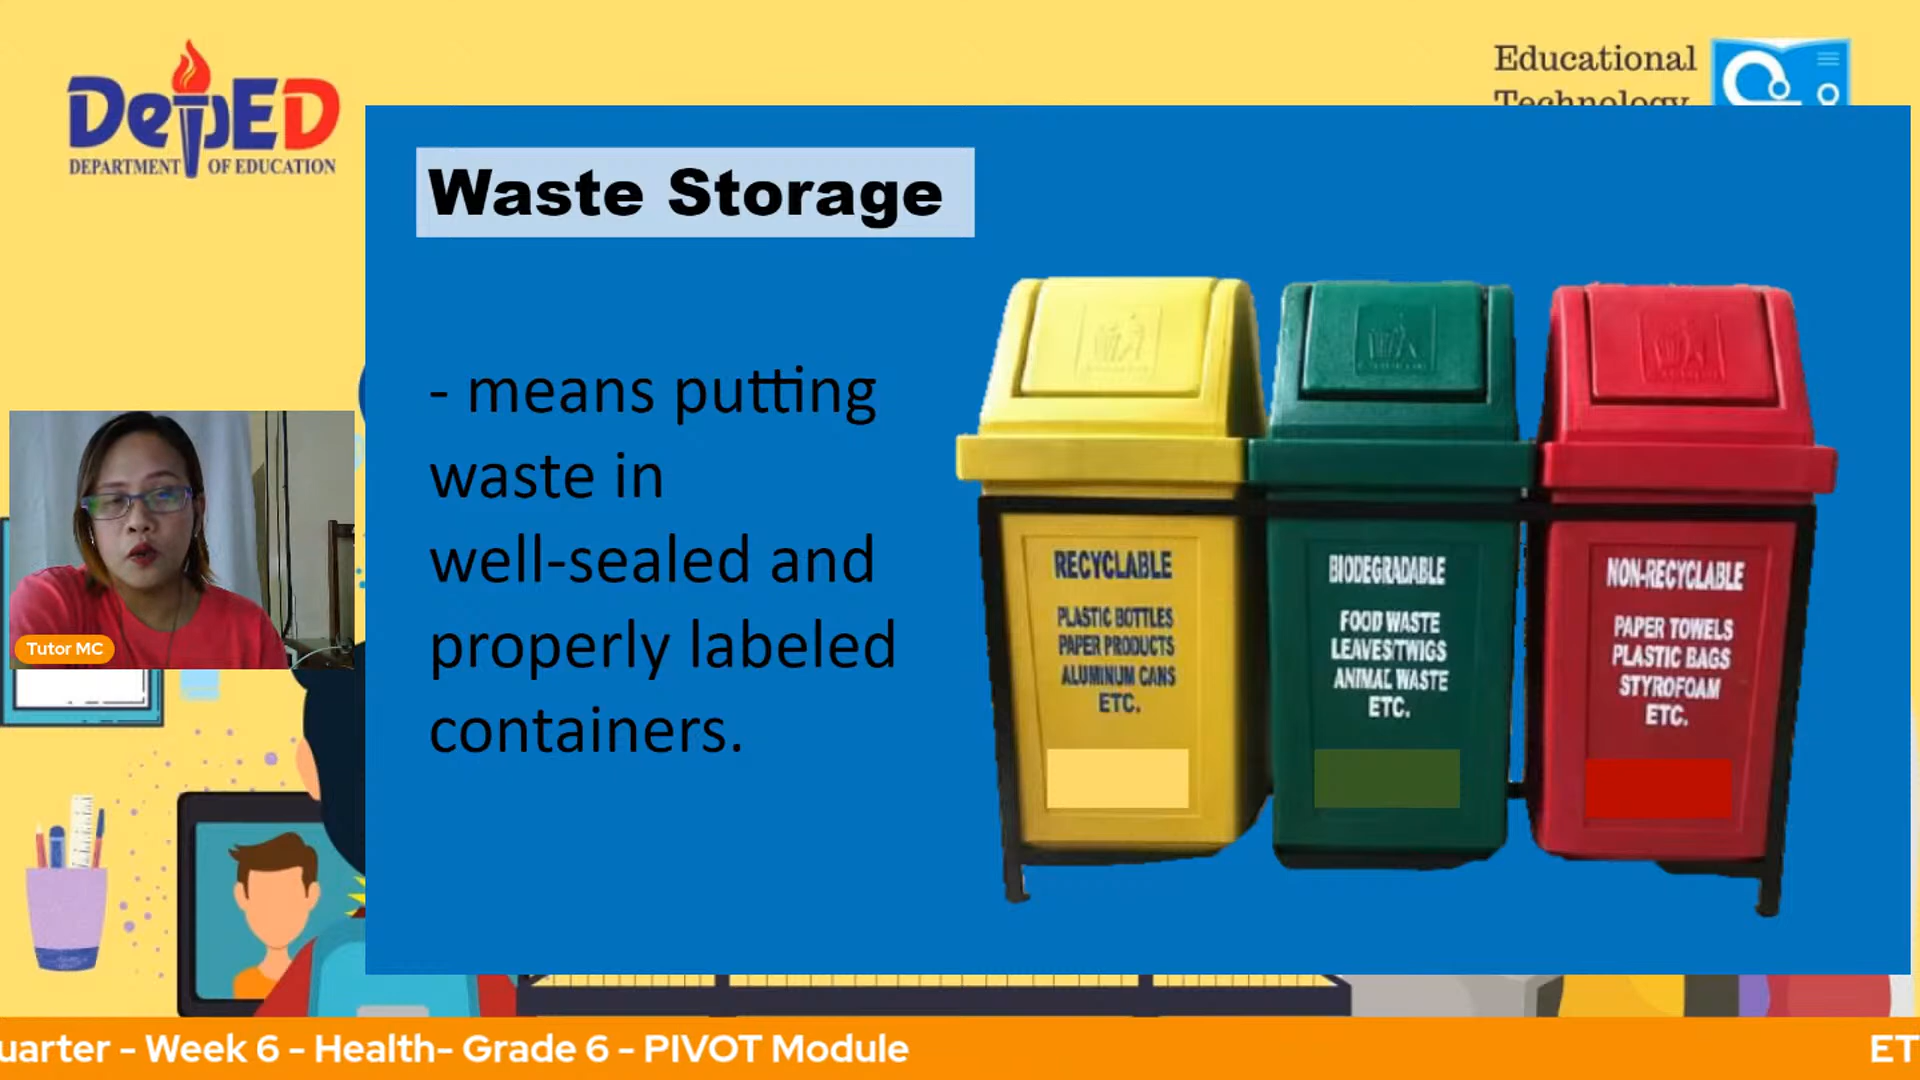 DepED
DEPARTMENT OF EDUCATION
Educational
Technology
Waste Storage
- means putting
waste in
well-sealed and
properly labeled
containers.
RECYCLABLE
PLASTIC BOTTLES
PAPER PRODUCTS
ALUMINUM CANS
ETC.
BIODEGRADABLE
FOOD WASTE
LEAVES/TWIGS
ANIMAL WASTE
ETC.
NON-RECYCLABLE
PAPER TOWELS
PLASTIC BAGS
STYROFOAM
ETC.
Tutor MC
uarter - Week 6 - Health- Grade 6 - PIVOT Module
ET